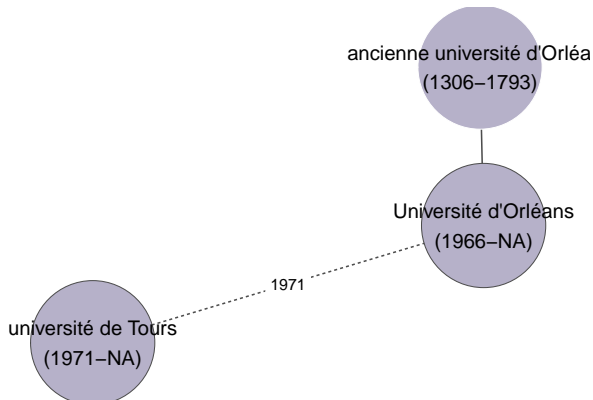 ancienne université d'Orléa
(1306–1793)
Université d'Orléans
(1966–NA)
1971
université de Tours
(1971–NA)